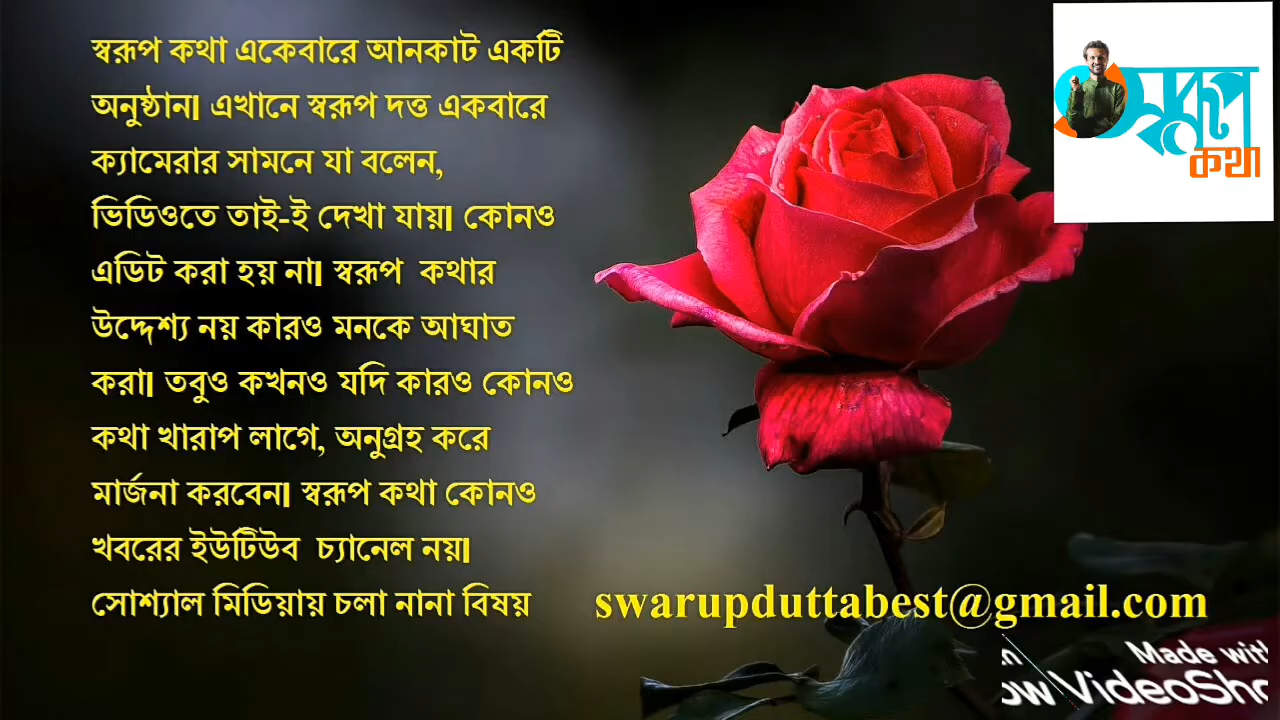 স্বরূপ কথা একেবারে আনকাট একটি
অনুষ্ঠান। এখানে স্বরূপ দত্ত একবারে
ক্যামেরার সামনে যা বলেন,
ভিডিওতে তাই-ই দেখা যায়। কোনও
এডিট করা হয় না। স্বরূপ কথার
উদ্দেশ্য নয় কারও মনকে আঘাত
করা। তবুও কখনও যদি কারও কোনও
কথা খারাপ লাগে, অনুগ্রহ করে
মার্জনা করবেন। স্বরূপ কথা কোনও
খবরের ইউটিউব চ্যানেল নয়।
সোশ্যাল মিডিয়ায় চলা নানা বিষয়
swarupduttabest@gmail.com
স্বরূপ
কথা
Made with
VideoSho